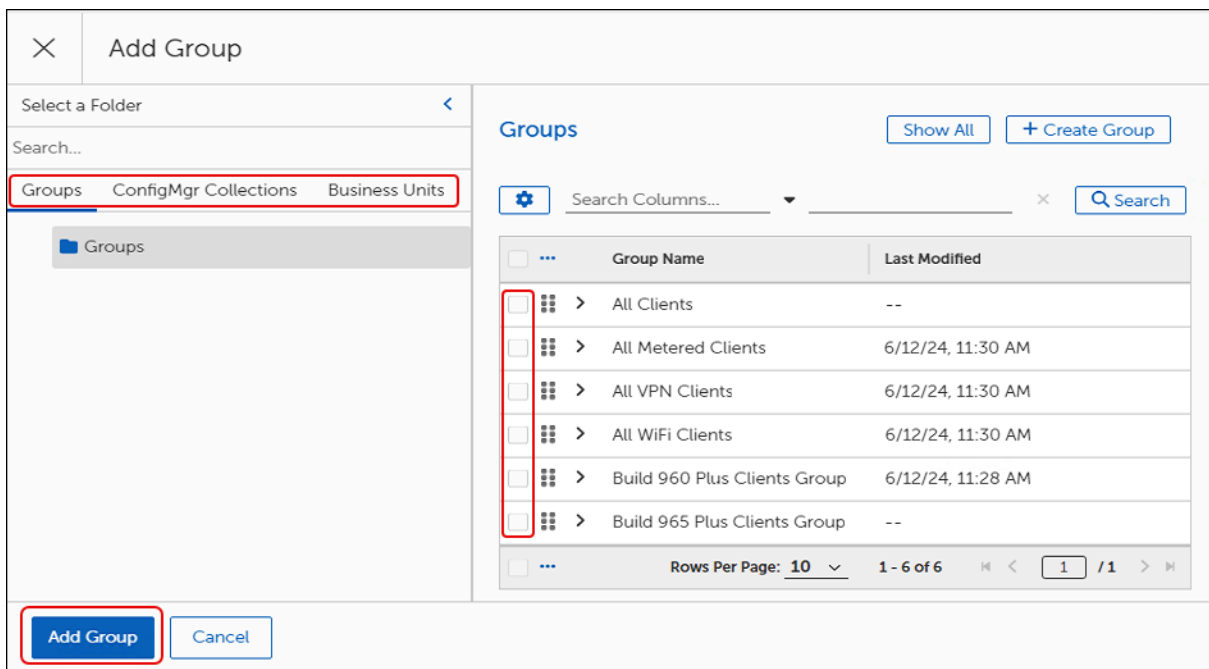 Add Group
Select a Folder
Search...
Groups ConfigMgr Collections Business Units
Groups
Groups
Show All
+ Create Group
Search Columns...
Search
Group Name Last Modified
All Clients --
All Metered Clients 6/12/24, 11:30 AM
All VPN Clients 6/12/24, 11:30 AM
All WiFi Clients 6/12/24, 11:30 AM
Build 960 Plus Clients Group 6/12/24, 11:28 AM
Build 965 Plus Clients Group --
Rows Per Page: 10 1 - 6 of 6 1 / 1
Add Group Cancel